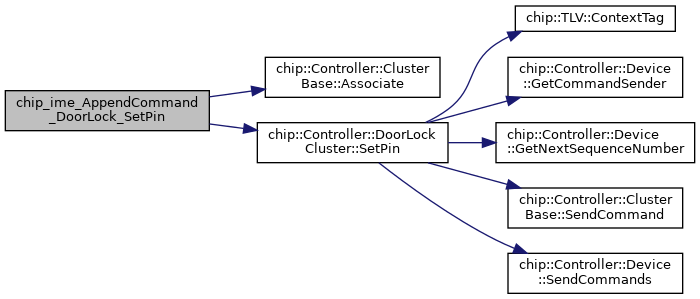 chip_ime_AppendCommand
_DoorLock_SetPin
chip::Controller::Cluster
Base::Associate
chip::Controller::DoorLock
Cluster::SetPin
chip::TLV::ContextTag
chip::Controller::Device
::GetCommandSender
chip::Controller::Device
::GetNextSequenceNumber
chip::Controller::Cluster
Base::SendCommand
chip::Controller::Device
::SendCommands